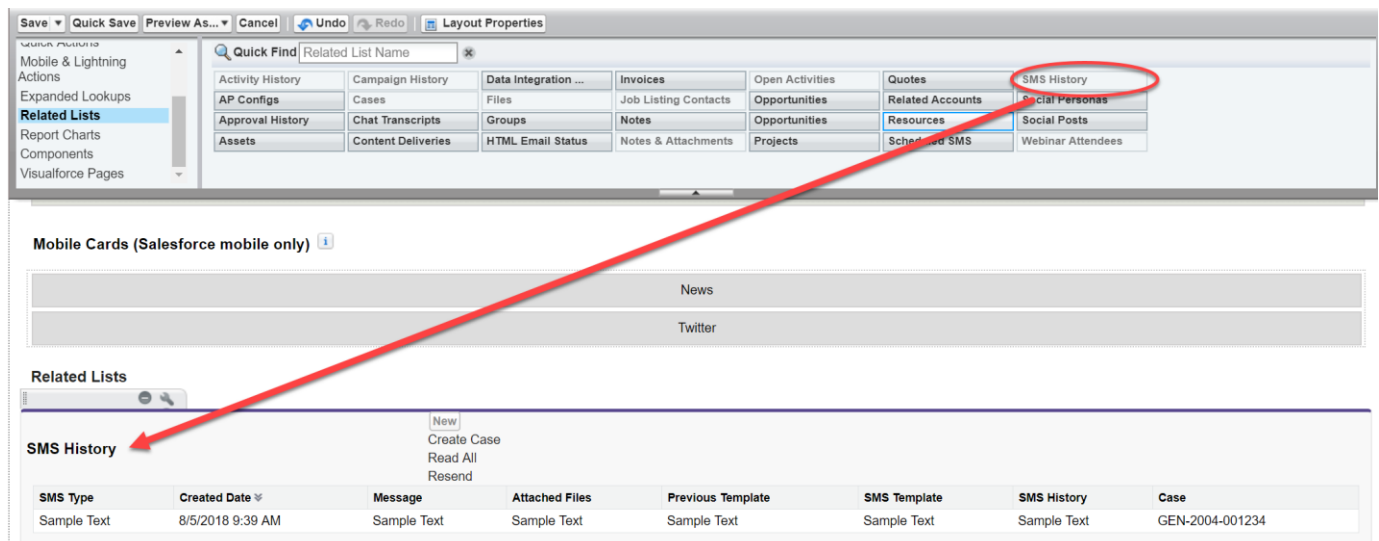 Save Quick Save Preview As... Cancel Undo Redo Layout Properties
Quick Actions
Mobile & Lightning
Actions
Expanded Lookups
Related Lists
Report Charts
Components
Visualforce Pages
Quick Find Related List Name
Activity History Campaign History Data Integration ... Invoices Open Activities Quotes SMS History
AP Configs Cases Files Job Listing Contacts Opportunities Related Accounts Social Personas
Approval History Chat Transcripts Groups Notes Opportunities Resources Social Posts
Assets Content Deliveries HTML Email Status Notes & Attachments Projects Scheduled SMS Webinar Attendees
Mobile Cards (Salesforce mobile only) i
News
Twitter
Related Lists
New
Create Case
SMS History
Read All
Resend
SMS Type Created Date Message Attached Files Previous Template SMS Template SMS History Case
Sample Text 8/5/2018 9:39 AM Sample Text Sample Text Sample Text Sample Text Sample Text GEN-2004-001234